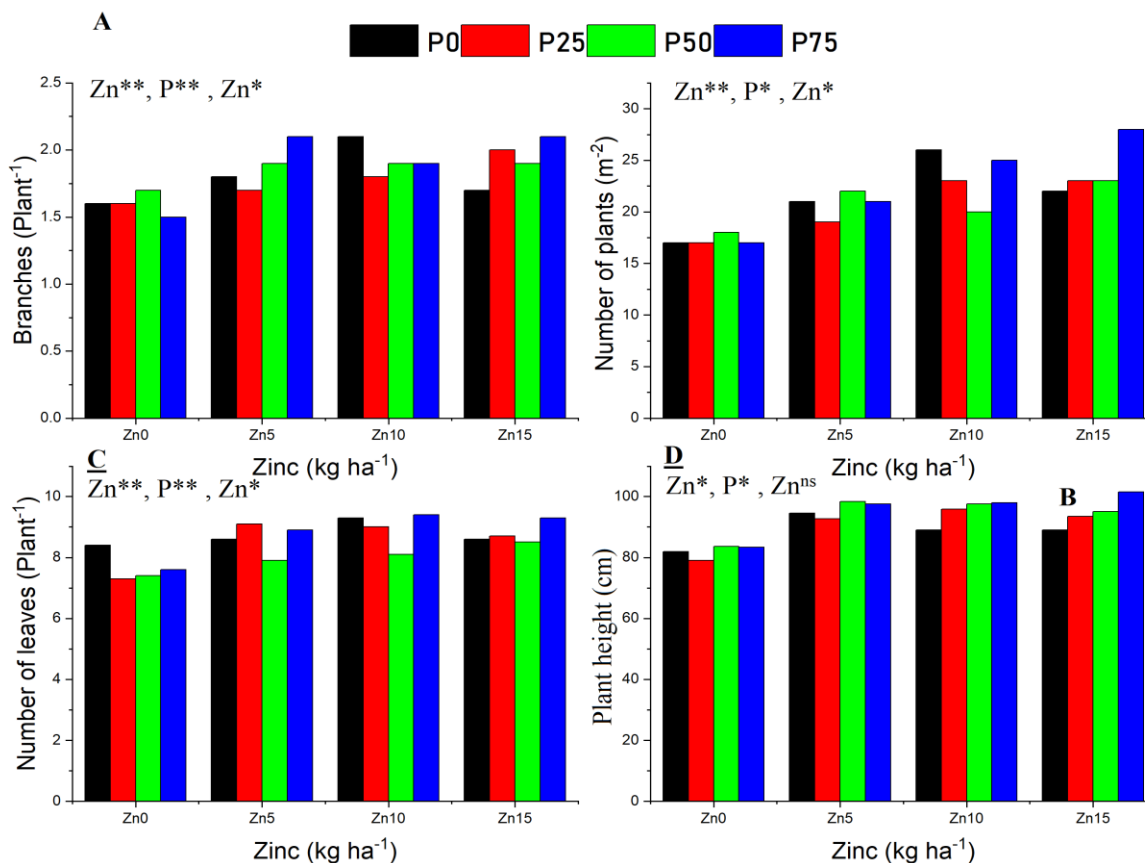 A
P0 P25 P50 P75
Zn**, P** , Zn*
Branches (Plant⁻¹)
2.5
2.0
1.5
1.0
0.5
0.0
Zn0 Zn5 Zn10 Zn15
Zinc (kg ha⁻¹)
Zn**, P* , Zn*
Number of plants (m⁻²)
30
25
20
15
10
5
0
Zn0 Zn5 Zn10 Zn15
Zinc (kg ha⁻¹)
C
Zn**, P** , Zn*
Number of leaves (Plant⁻¹)
10
8
6
4
2
0
Zn0 Zn5 Zn10 Zn15
Zinc (kg ha⁻¹)
D
Zn*, P* , Znⁿˢ
B
Plant height (cm)
100
80
60
40
20
0
Zn0 Zn5 Zn10 Zn15
Zinc (kg ha⁻¹)